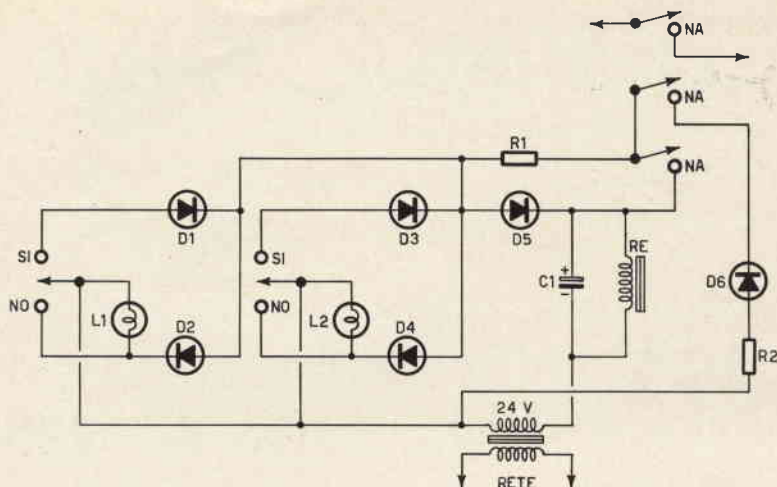 NA
NA
R1
NA
D1
D3
D5
RE
SI
SI
C1
+
-
D6
NO
L1
NO
L2
D2
D4
R2
24 V
RETE